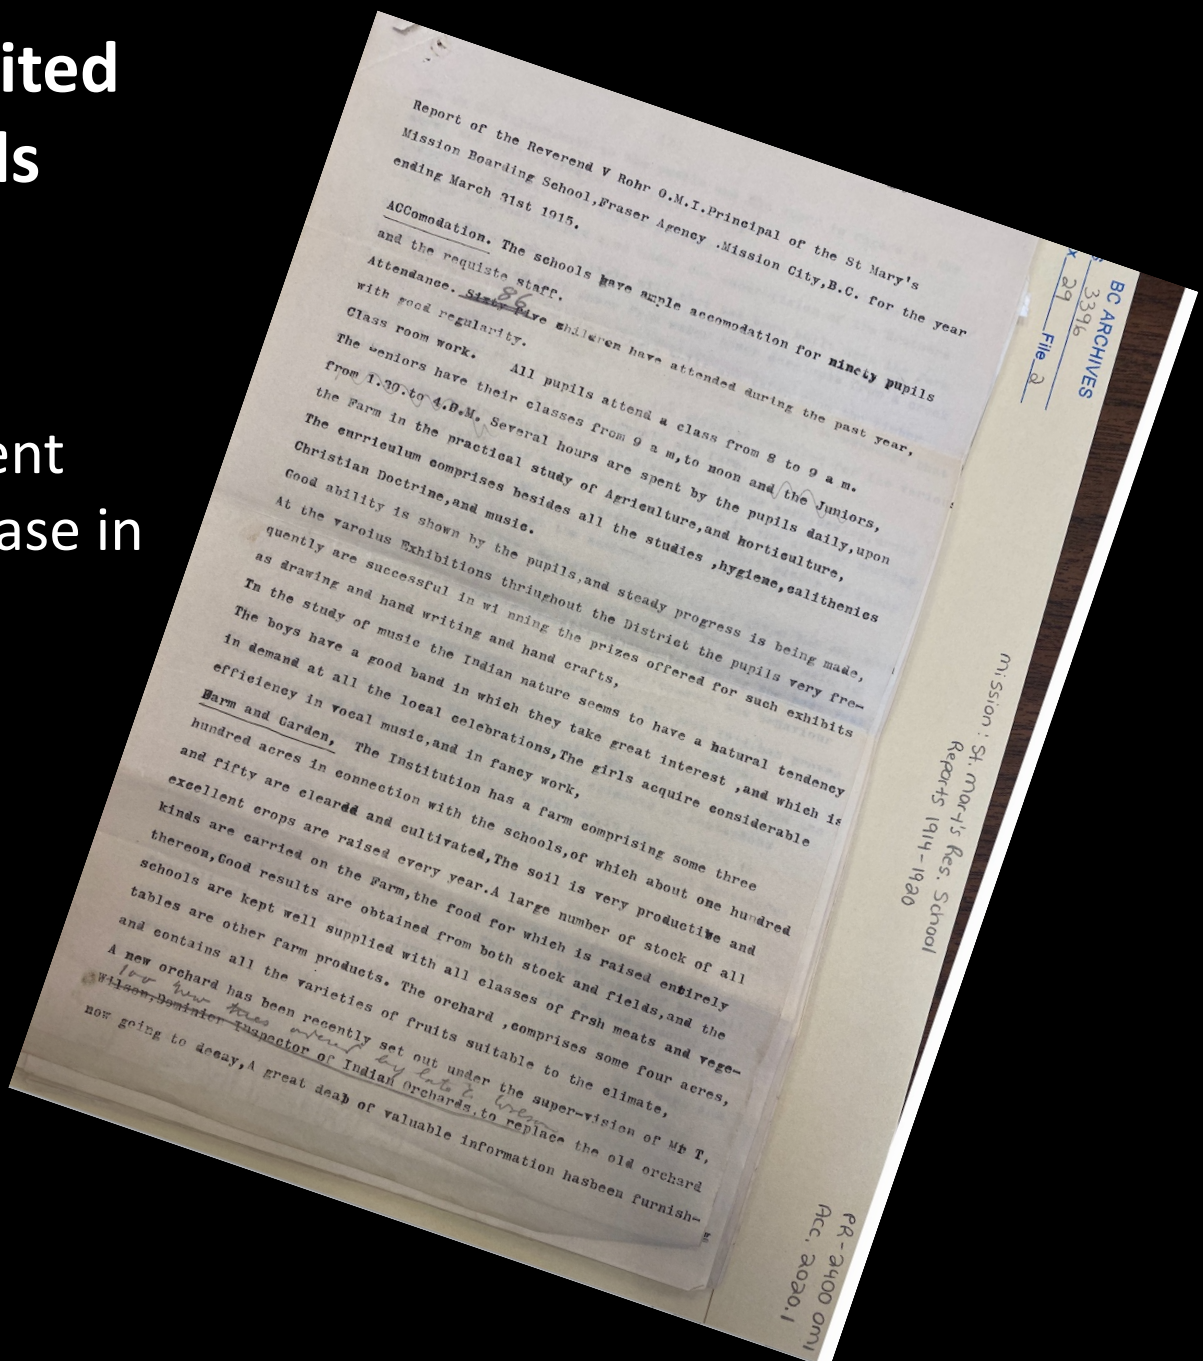 ited
ls
ent
ase in
Report of the Reverend V Rohr O.M.I.Principal of the St Mary's
Mission Boarding School,Fraser Agency .Mission City,B.C. for the year
ending March 31st 1915.
ACComodation. The schools have ample accomodation for ninety pupils
and the requiste staff.
86
Attendance. Sixty five children have attended during the past year,
with good regularity.
Class room work. All pupils attend a class from 8 to 9 a m.
The Seniors have their classes from 9 a m,to noon and the Juniors,
from 1.30.to 4.P.M. Several hours are spent by the pupils daily,upon
the Farm in the practical study of Agriculture,and horticulture,
The curriculum comprises besides all the studies ,hygiene,calithenics
Christian Doctrine,and music.
Good ability is shown by the pupils,and steady progress is being made,
At the varoius Exhibitions thriughout the District the pupils very fre-
quently are successful in wi nning the prizes offered for such exhibits
as drawing and hand writing and hand crafts,
In the study of music the Indian nature seems to have a natural tendency
The boys have a good band in which they take great interest ,and which is
in demand at all the local celebrations,The girls acquire considerable
efficiency in vocal music,and in fancy work,
Farm and Garden, The Institution has a farm comprising some three
hundred acres in connection with the schools,of which about one hundred
and fifty are cleared and cultivated,The soil is very productive and
excellent crops are raised every year.A large number of stock of all
kinds are carried on the Farm,the food for which is raised entirely
thereon,Good results are obtained from both stock and fields,and the
schools are kept well supplied with all classes of frsh meats and vege-
tables are other farm products. The orchard ,comprises some four acres,
and contains all the varieties of fruits suitable to the climate,
A new orchard has been recently set out under the super-vision of Mr T,
100 new trees ordered by late T. Wilson
Wilson,Dominion Inspector of Indian Orchards,to replace the old orchard
now going to decay,A great deal of valuable information hasbeen furnish-
BC ARCHIVES
3396
29 File 2
Mission: St. Mary's Res. School
Reports 1914-1920
PR-2400 OMI
Acc. 2020.1